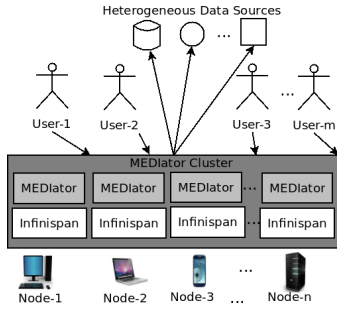 Heterogeneous Data Sources
...
User-1 User-2 User-3 ... User-m
MEDIator Cluster
MEDIator MEDIator MEDIator ... MEDIator
Infinispan Infinispan Infinispan ... Infinispan
...
Node-1 Node-2 Node-3 ... Node-n